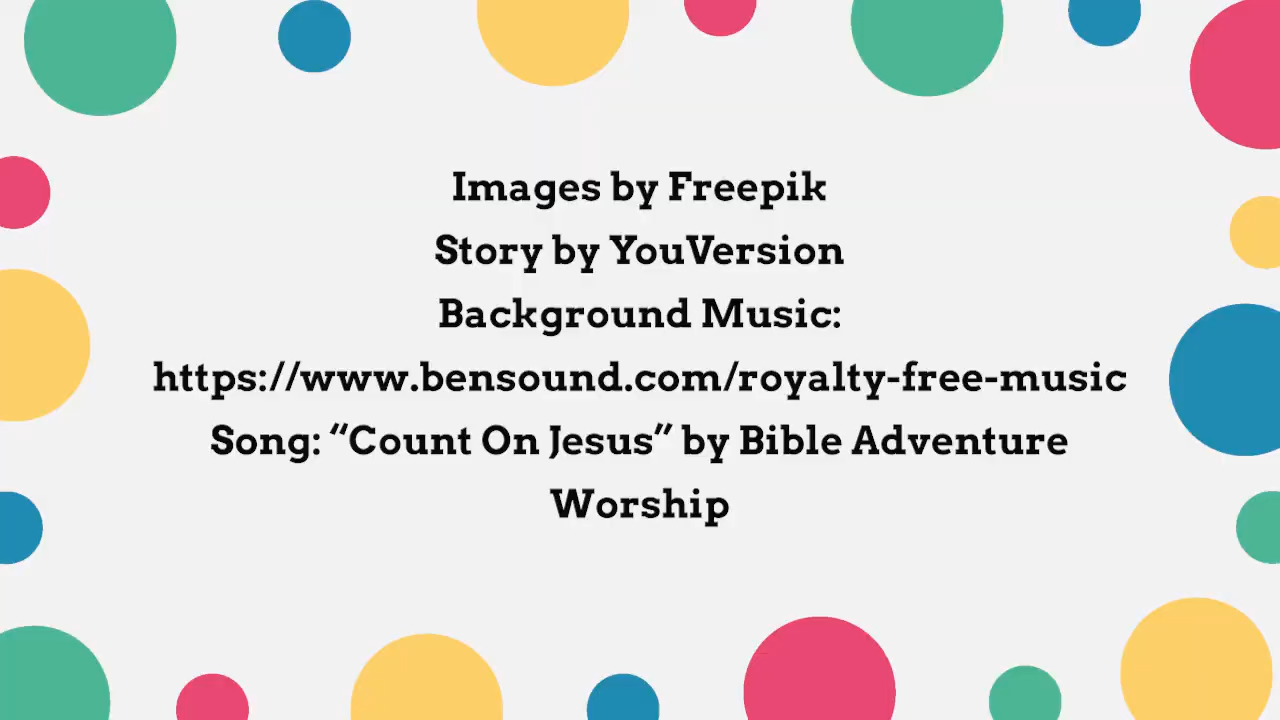 Images by Freepik
Story by YouVersion
Background Music:
https://www.bensound.com/royalty-free-music
Song: “Count On Jesus” by Bible Adventure
Worship